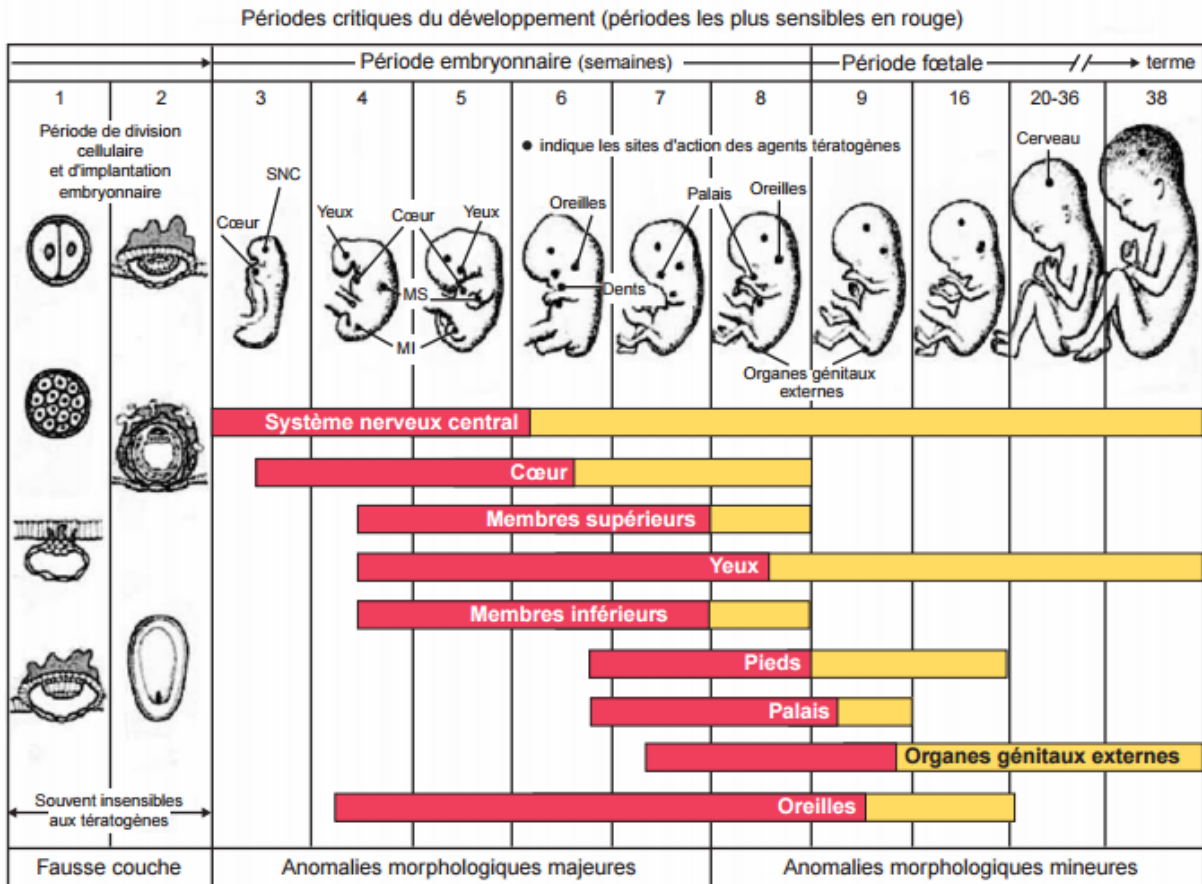 Périodes critiques du développement (périodes les plus sensibles en rouge)
Période embryonnaire (semaines)
Période fœtale
terme
1 2 3 4 5 6 7 8 9 16 20-36 38
Période de division
cellulaire
et d'implantation
embryonnaire
• indique les sites d'action des agents tératogènes
Cerveau
SNC
Cœur
Yeux
Cœur
Yeux
Oreilles
Palais
Oreilles
MS
Dents
MI
Organes génitaux
externes
Système nerveux central
Cœur
Membres supérieurs
Yeux
Membres inférieurs
Pieds
Palais
Organes génitaux externes
Oreilles
Souvent insensibles
aux tératogènes
Fausse couche
Anomalies morphologiques majeures
Anomalies morphologiques mineures